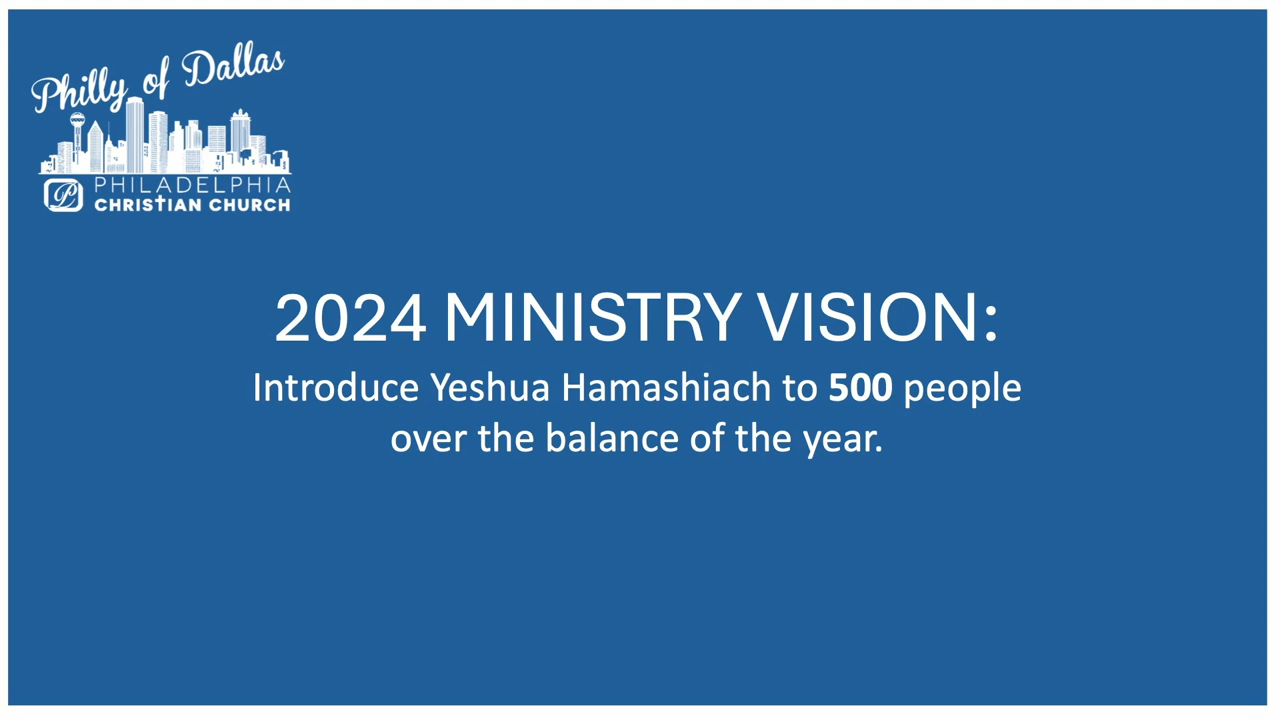 Philly of Dallas
PHILADELPHIA
CHRISTIAN CHURCH
2024 MINISTRY VISION:
Introduce Yeshua Hamashiach to 500 people
over the balance of the year.